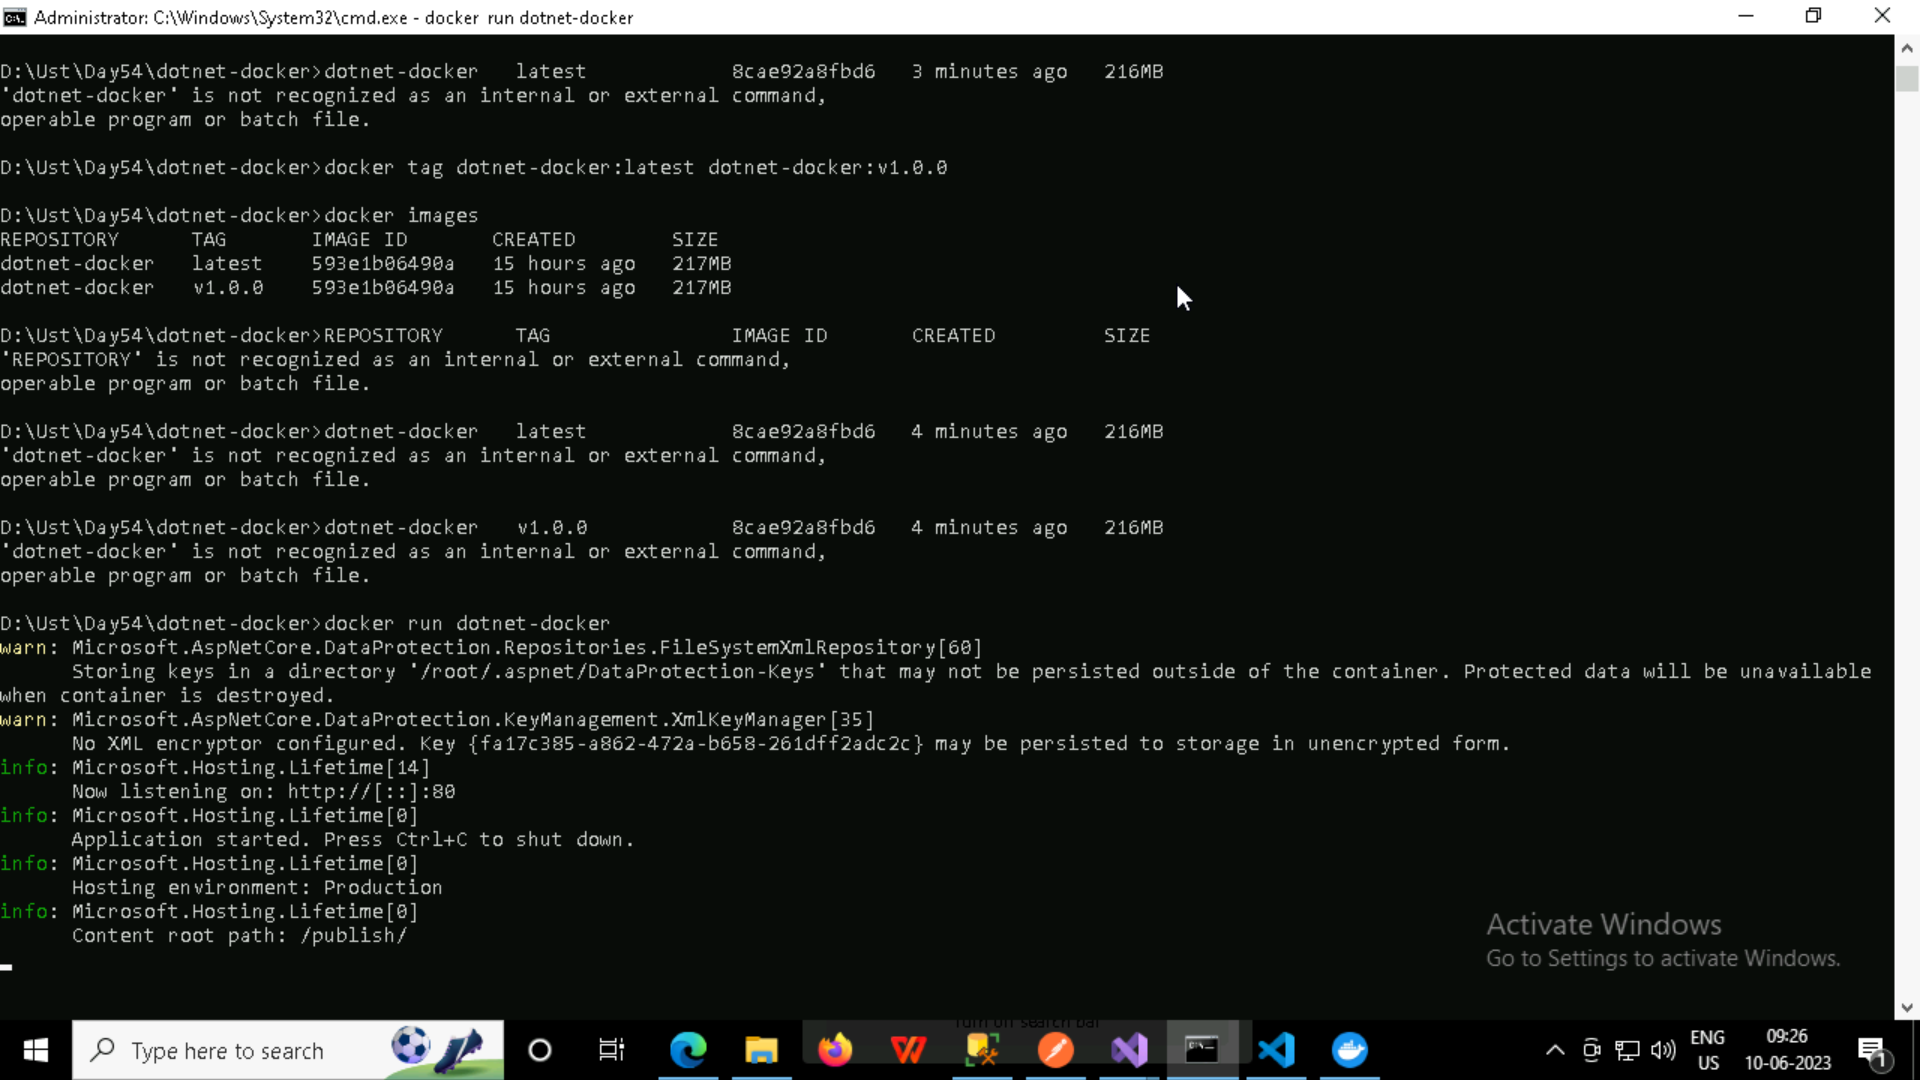 Administrator: C:\Windows\System32\cmd.exe - docker run dotnet-docker
D:\Ust\Day54\dotnet-docker>dotnet-docker   latest            8cae92a8fbd6   3 minutes ago   216MB
'dotnet-docker' is not recognized as an internal or external command,
operable program or batch file.
D:\Ust\Day54\dotnet-docker>docker tag dotnet-docker:latest dotnet-docker:v1.0.0
D:\Ust\Day54\dotnet-docker>docker images
REPOSITORY      TAG       IMAGE ID       CREATED        SIZE
dotnet-docker   latest    593e1b06490a   15 hours ago   217MB
dotnet-docker   v1.0.0    593e1b06490a   15 hours ago   217MB
D:\Ust\Day54\dotnet-docker>REPOSITORY      TAG               IMAGE ID       CREATED         SIZE
'REPOSITORY' is not recognized as an internal or external command,
operable program or batch file.
D:\Ust\Day54\dotnet-docker>dotnet-docker   latest            8cae92a8fbd6   4 minutes ago   216MB
'dotnet-docker' is not recognized as an internal or external command,
operable program or batch file.
D:\Ust\Day54\dotnet-docker>dotnet-docker   v1.0.0            8cae92a8fbd6   4 minutes ago   216MB
'dotnet-docker' is not recognized as an internal or external command,
operable program or batch file.
D:\Ust\Day54\dotnet-docker>docker run dotnet-docker
warn: Microsoft.AspNetCore.DataProtection.Repositories.FileSystemXmlRepository[60]
      Storing keys in a directory '/root/.aspnet/DataProtection-Keys' that may not be persisted outside of the container. Protected data will be unavailable
when container is destroyed.
warn: Microsoft.AspNetCore.DataProtection.KeyManagement.XmlKeyManager[35]
      No XML encryptor configured. Key {fa17c385-a862-472a-b658-261dff2adc2c} may be persisted to storage in unencrypted form.
info: Microsoft.Hosting.Lifetime[14]
      Now listening on: http://[::]:80
info: Microsoft.Hosting.Lifetime[0]
      Application started. Press Ctrl+C to shut down.
info: Microsoft.Hosting.Lifetime[0]
      Hosting environment: Production
info: Microsoft.Hosting.Lifetime[0]
      Content root path: /publish/
Activate Windows
Go to Settings to activate Windows.
Type here to search
ENG
US
09:26
10-06-2023
1